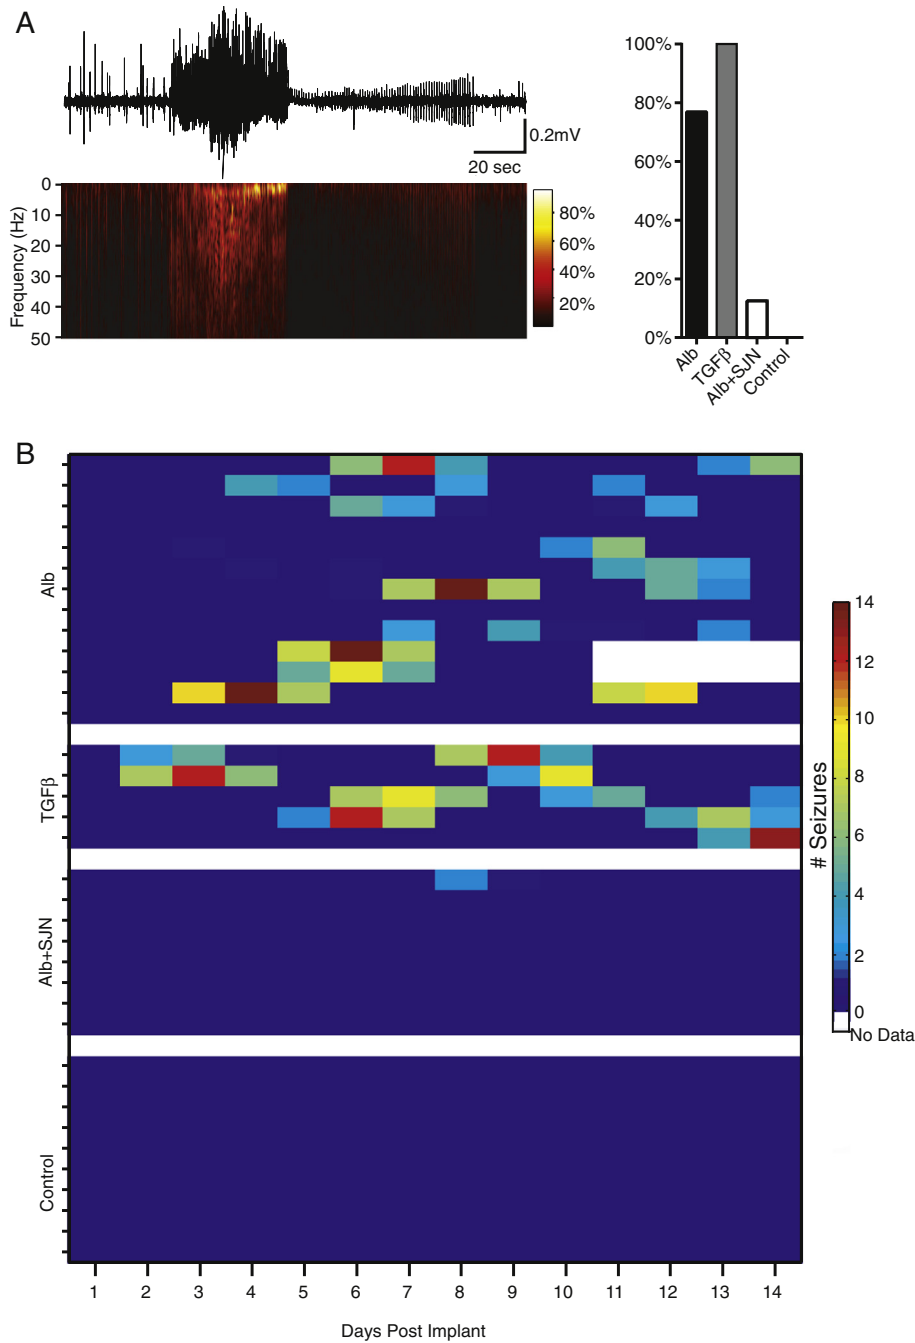 A
0.2mV
20 sec
Frequency (Hz)
0
10
20
30
40
50
80%
60%
40%
20%
100%
80%
60%
40%
20%
0%
Alb
TGFβ
Alb+SJN
Control
B
Alb
TGFβ
Alb+SJN
Control
1 2 3 4 5 6 7 8 9 10 11 12 13 14
Days Post Implant
# Seizures
14
12
10
8
6
4
2
0
No Data